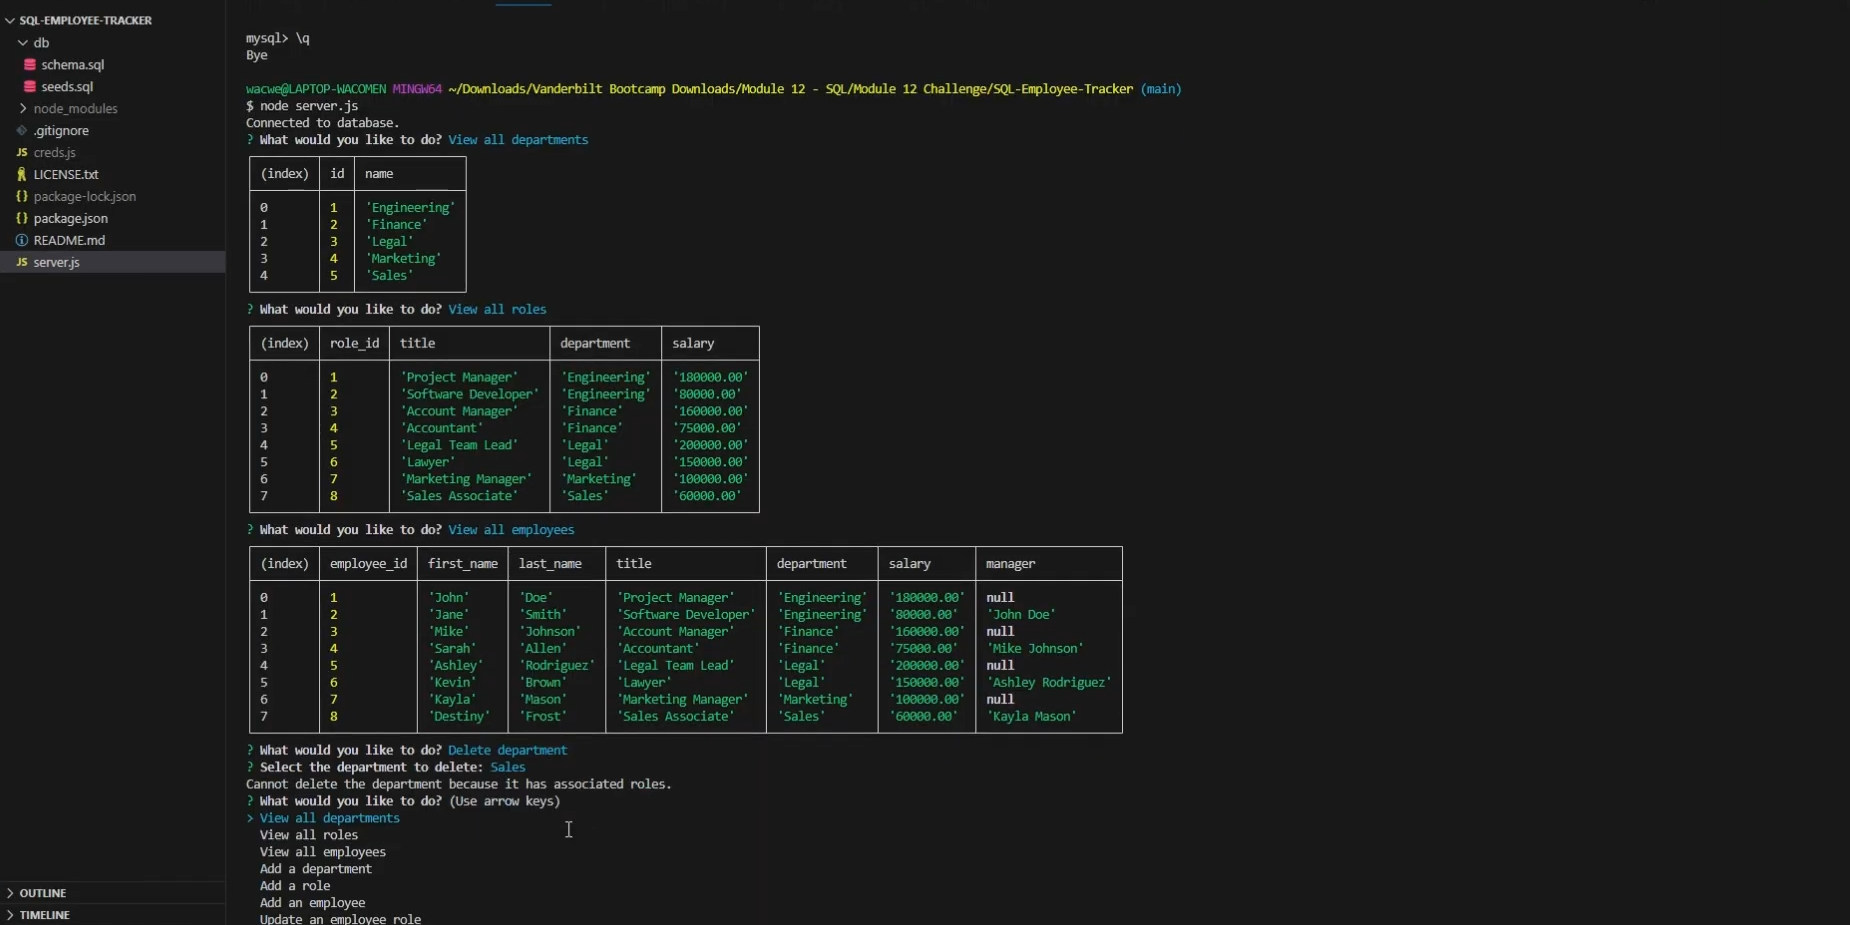 SQL-EMPLOYEE-TRACKER
db
schema.sql
seeds.sql
node_modules
.gitignore
JS creds.js
LICENSE.txt
{} package-lock.json
{} package.json
README.md
JS server.js
OUTLINE
TIMELINE
mysql> \q
Bye
wacwe@LAPTOP-WACOMEN MINGW64 ~/Downloads/Vanderbilt Bootcamp Downloads/Module 12 - SQL/Module 12 Challenge/SQL-Employee-Tracker (main)
$ node server.js
Connected to database.
? What would you like to do? View all departments
(index) id name
0 1 'Engineering'
1 2 'Finance'
2 3 'Legal'
3 4 'Marketing'
4 5 'Sales'
? What would you like to do? View all roles
(index) role_id title department salary
0 1 'Project Manager' 'Engineering' '180000.00'
1 2 'Software Developer' 'Engineering' '80000.00'
2 3 'Account Manager' 'Finance' '160000.00'
3 4 'Accountant' 'Finance' '75000.00'
4 5 'Legal Team Lead' 'Legal' '200000.00'
5 6 'Lawyer' 'Legal' '150000.00'
6 7 'Marketing Manager' 'Marketing' '100000.00'
7 8 'Sales Associate' 'Sales' '60000.00'
? What would you like to do? View all employees
(index) employee_id first_name last_name title department salary manager
0 1 'John' 'Doe' 'Project Manager' 'Engineering' '180000.00' null
1 2 'Jane' 'Smith' 'Software Developer' 'Engineering' '80000.00' 'John Doe'
2 3 'Mike' 'Johnson' 'Account Manager' 'Finance' '160000.00' null
3 4 'Sarah' 'Allen' 'Accountant' 'Finance' '75000.00' 'Mike Johnson'
4 5 'Ashley' 'Rodriguez' 'Legal Team Lead' 'Legal' '200000.00' null
5 6 'Kevin' 'Brown' 'Lawyer' 'Legal' '150000.00' 'Ashley Rodriguez'
6 7 'Kayla' 'Mason' 'Marketing Manager' 'Marketing' '100000.00' null
7 8 'Destiny' 'Frost' 'Sales Associate' 'Sales' '60000.00' 'Kayla Mason'
? What would you like to do? Delete department
? Select the department to delete: Sales
Cannot delete the department because it has associated roles.
? What would you like to do? (Use arrow keys)
> View all departments
View all roles
View all employees
Add a department
Add a role
Add an employee
Update an employee role